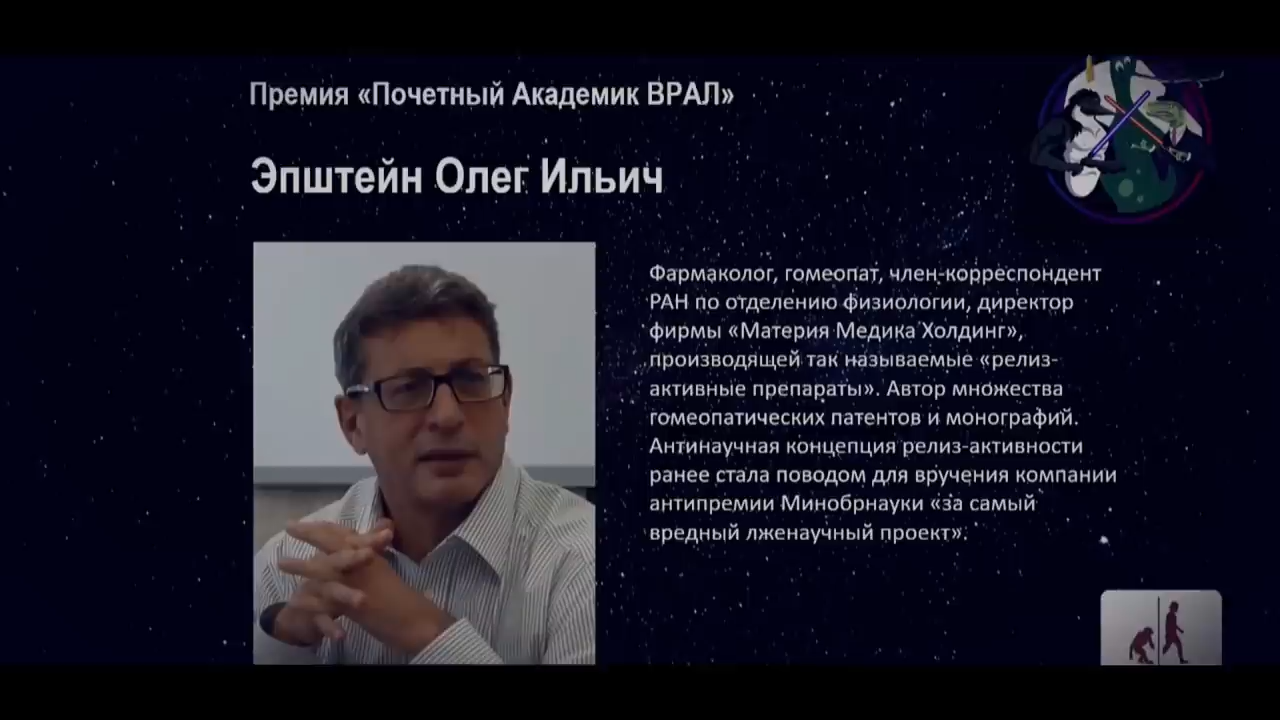 Премия «Почетный Академик ВРАЛ»
Эпштейн Олег Ильич
Фармаколог, гомеопат, член-корреспондент
РАН по отделению физиологии, директор
фирмы «Материя Медика Холдинг»,
производящей так называемые «релиз-
активные препараты». Автор множества
гомеопатических патентов и монографий.
Антинаучная концепция релиз-активности
ранее стала поводом для вручения компании
антипремии Минобрнауки «за самый
вредный лженаучный проект».